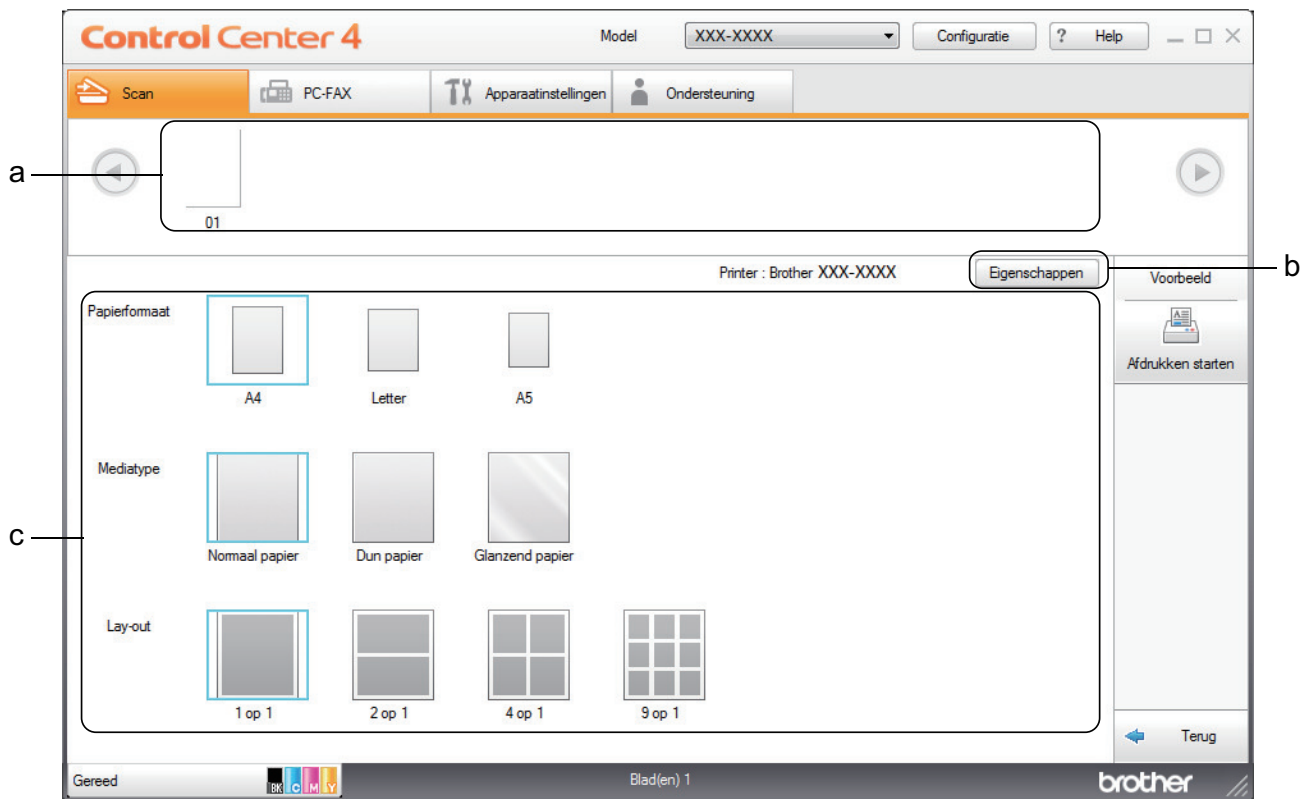 Control Center 4 Model XXX-XXXX Configuratie ? Help
Scan PC-FAX Apparaatinstellingen Ondersteuning
a
01
Printer : Brother XXX-XXXX Eigenschappen b
Voorbeeld
Papierformaat
Afdrukken starten
A4 Letter A5
Mediatype
c
Normaal papier Dun papier Glanzend papier
Lay-out
1 op 1 2 op 1 4 op 1 9 op 1
Terug
Gereed BK C M Y Blad(en) 1 brother